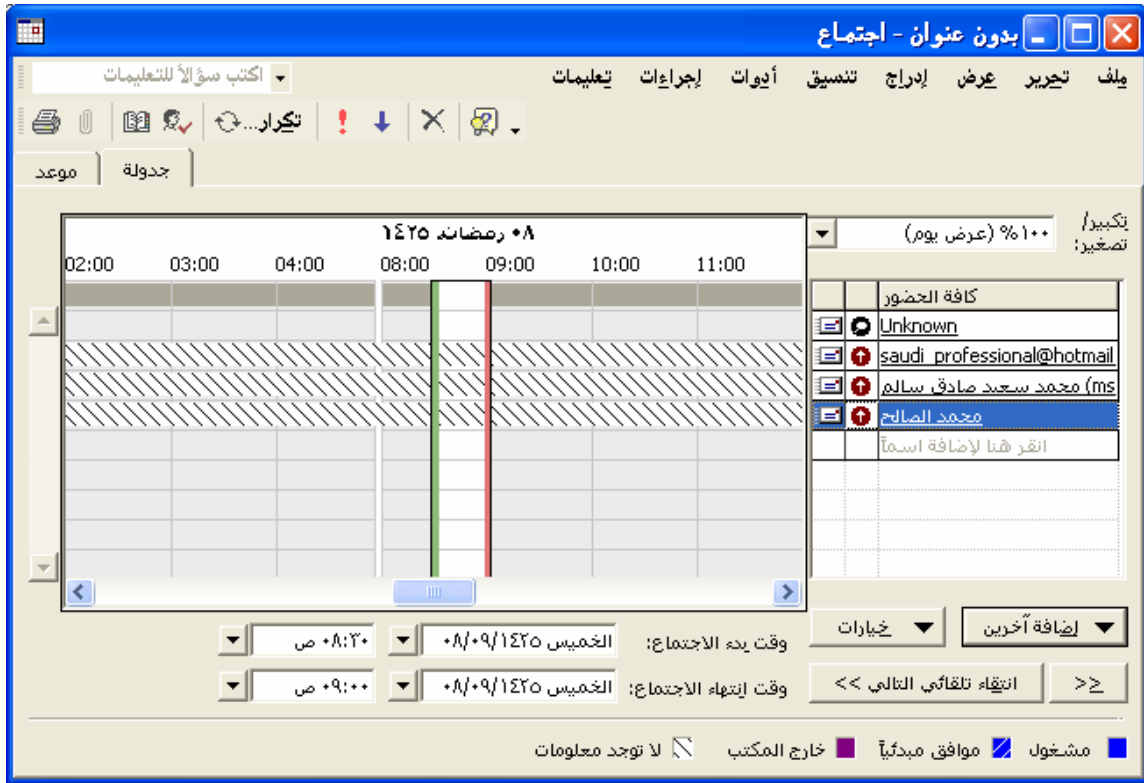 بدون عنوان - اجتماع
ملف تحرير عرض إدراج تنسيق أدوات إجراءات تعليمات اكتب سؤالاً للتعليمات
تكرار...
جدولة موعد
تكبير/تصغير: ١٠٠% (عرض يوم)
٠٨ رمضان, ١٤٢٥
02:00 03:00 04:00 08:00 09:00 10:00 11:00
كافة الحضور
Unknown
saudi_professional@hotmail
محمد سعيد صادق سالم (ms
محمد الصالح
انقر هنا لإضافة اسماً
إضافة آخرين خيارات
وقت بدء الاجتماع: الخميس ٠٨/٠٩/١٤٢٥ ٠٨:٣٠ ص
>> انتقاء تلقائي التالي <<
وقت إنتهاء الاجتماع: الخميس ٠٨/٠٩/١٤٢٥ ٠٩:٠٠ ص
مشغول موافق مبدئياً خارج المكتب لا توجد معلومات